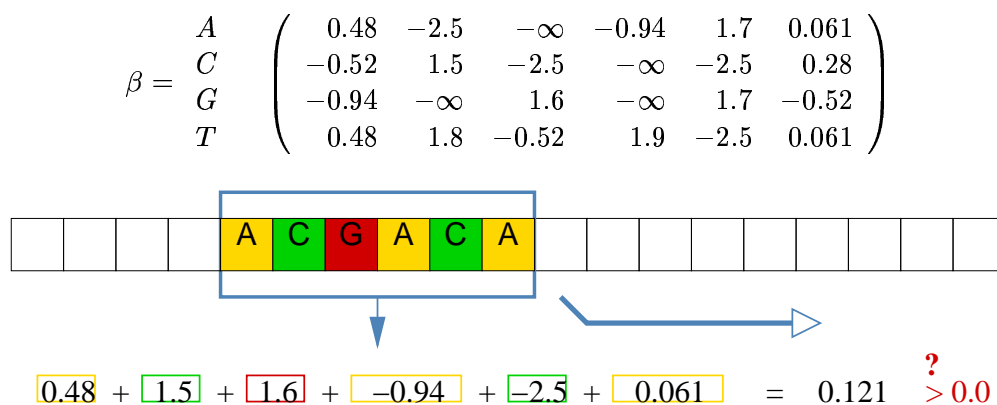 A 0.48 −2.5 −∞ −0.94 1.7 0.061
β = C −0.52 1.5 −2.5 −∞ −2.5 0.28
G −0.94 −∞ 1.6 −∞ 1.7 −0.52
T 0.48 1.8 −0.52 1.9 −2.5 0.061
A C G A C A
?
0.48 + 1.5 + 1.6 + −0.94 + −2.5 + 0.061 = 0.121 > 0.0